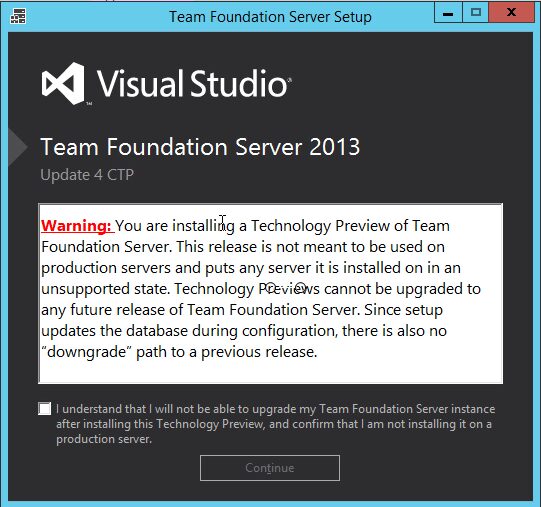 Team Foundation Server Setup
Visual Studio
Team Foundation Server 2013
Update 4 CTP
Warning: You are installing a Technology Preview of Team
Foundation Server. This release is not meant to be used on
production servers and puts any server it is installed on in an
unsupported state. Technology Previews cannot be upgraded to
any future release of Team Foundation Server. Since setup
updates the database during configuration, there is also no
“downgrade” path to a previous release.
I understand that I will not be able to upgrade my Team Foundation Server instance
after installing this Technology Preview, and confirm that I am not installing it on a
production server.
Continue